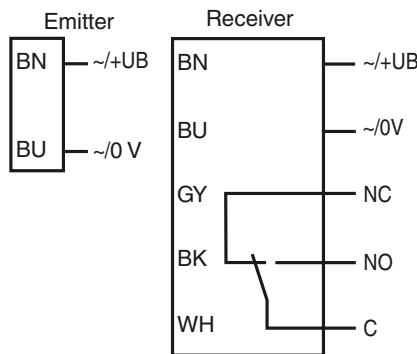 Emitter
BN ~/+UB
BU ~/0 V
Receiver
BN ~/+UB
BU ~/0V
GY NC
BK NO
WH C